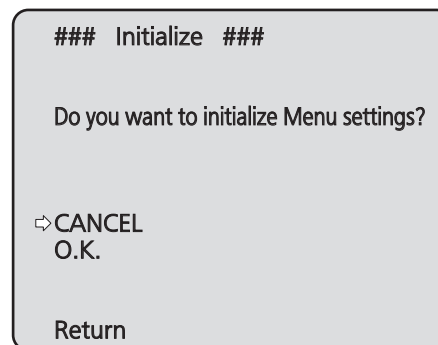 ### Initialize ###
Do you want to initialize Menu settings?
⇨CANCEL
O.K.
Return